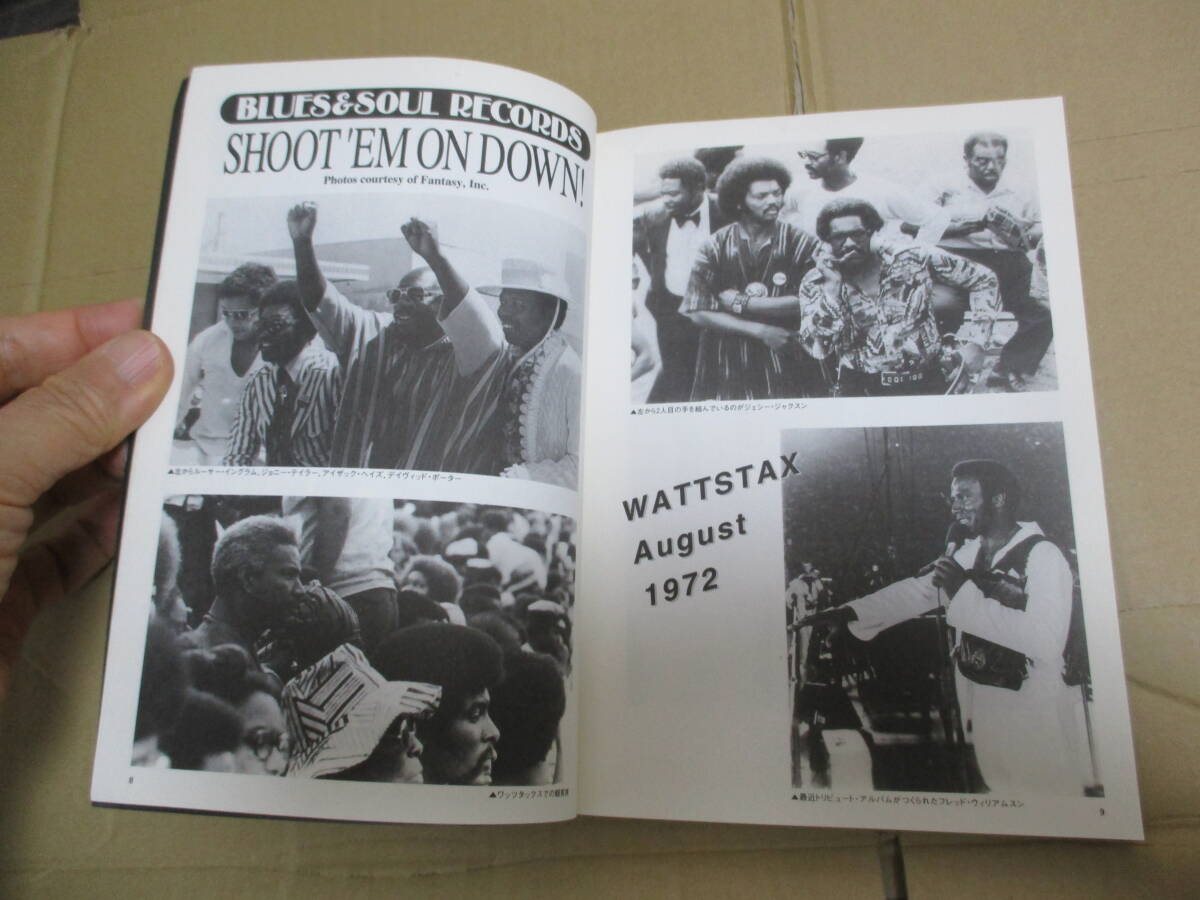 BLUES&SOUL RECORDS
SHOOT 'EM ON DOWN!
Photos courtesy of Fantasy, Inc.
▲左からルーサー・イングラム、ジョニー・テイラー、アイザック・ヘイズ、デイヴィッド・ポーター
▲ワッツタックスでの観客席
8
▲左から2人目の手を組んでいるのがジェシー・ジャクスン
WATTSTAX
August
1972
▲最近トリビュート・アルバムがつくられたフレッド・ウィリアムスン
9